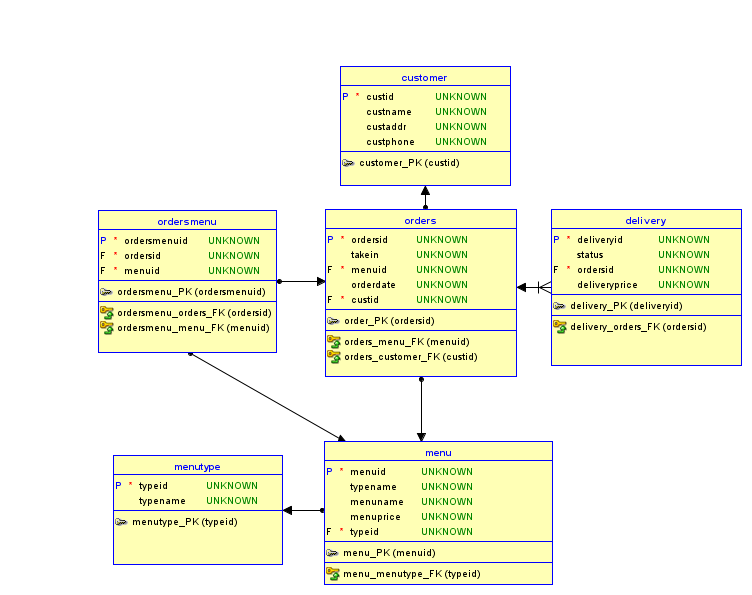 customer
P * custid UNKNOWN
custname UNKNOWN
custaddr UNKNOWN
custphone UNKNOWN
customer_PK (custid)
ordersmenu
P * ordersmenuid UNKNOWN
F * ordersid UNKNOWN
F * menuid UNKNOWN
ordersmenu_PK (ordersmenuid)
ordersmenu_orders_FK (ordersid)
ordersmenu_menu_FK (menuid)
orders
P * ordersid UNKNOWN
takein UNKNOWN
F * menuid UNKNOWN
orderdate UNKNOWN
F * custid UNKNOWN
order_PK (ordersid)
orders_menu_FK (menuid)
orders_customer_FK (custid)
delivery
P * deliveryid UNKNOWN
status UNKNOWN
F * ordersid UNKNOWN
deliveryprice UNKNOWN
delivery_PK (deliveryid)
delivery_orders_FK (ordersid)
menutype
P * typeid UNKNOWN
typename UNKNOWN
menutype_PK (typeid)
menu
P * menuid UNKNOWN
typename UNKNOWN
menuname UNKNOWN
menuprice UNKNOWN
F * typeid UNKNOWN
menu_PK (menuid)
menu_menutype_FK (typeid)